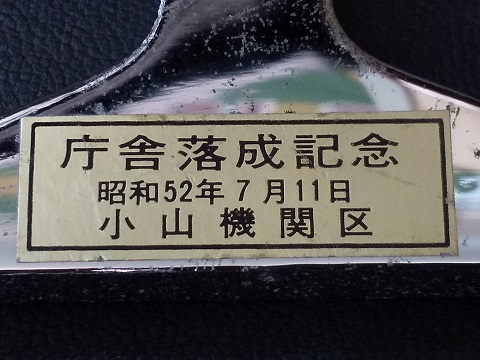 庁舎落成記念
昭和52年7月11日
小山機関区